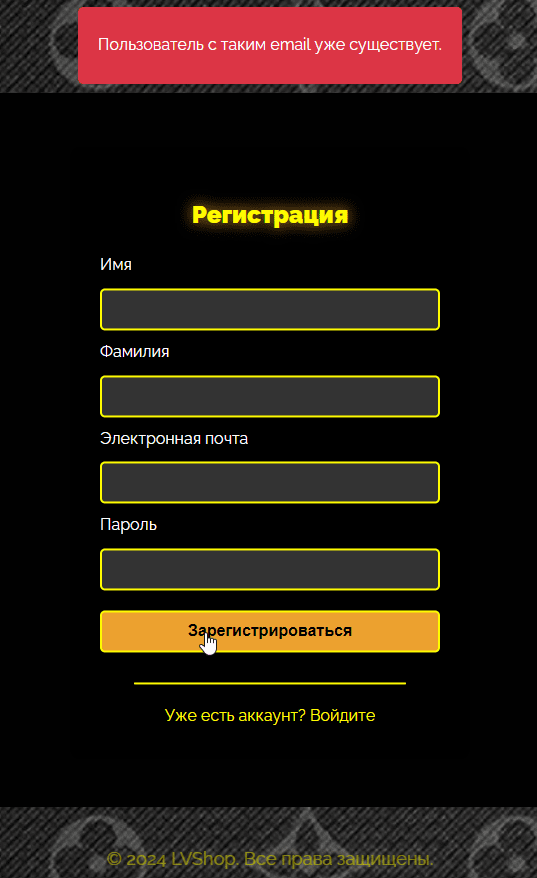 Пользователь с таким email уже существует.
Регистрация
Имя
Фамилия
Электронная почта
Пароль
Зарегистрироваться
Уже есть аккаунт? Войдите
© 2024 LVShop. Все права защищены.